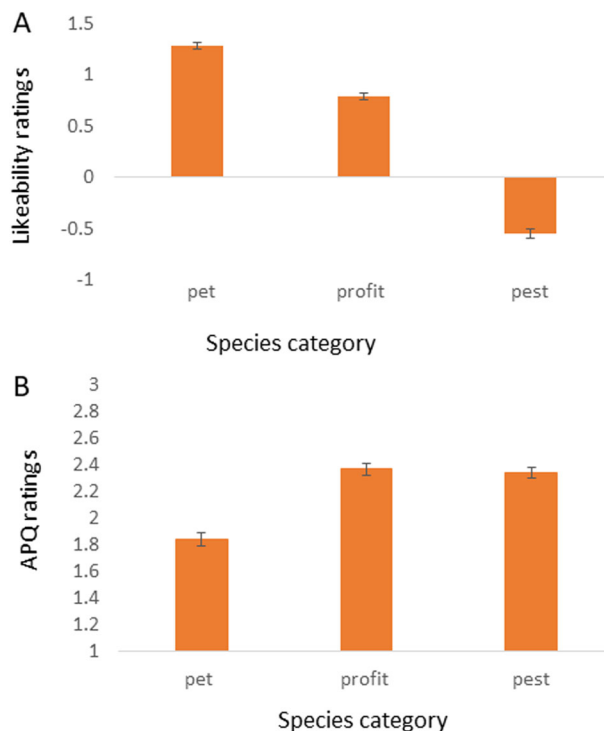 A
Likeability ratings
1.5
1
0.5
0
-0.5
-1
pet profit pest
Species category
B
APQ ratings
3
2.8
2.6
2.4
2.2
2
1.8
1.6
1.4
1.2
1
pet profit pest
Species category